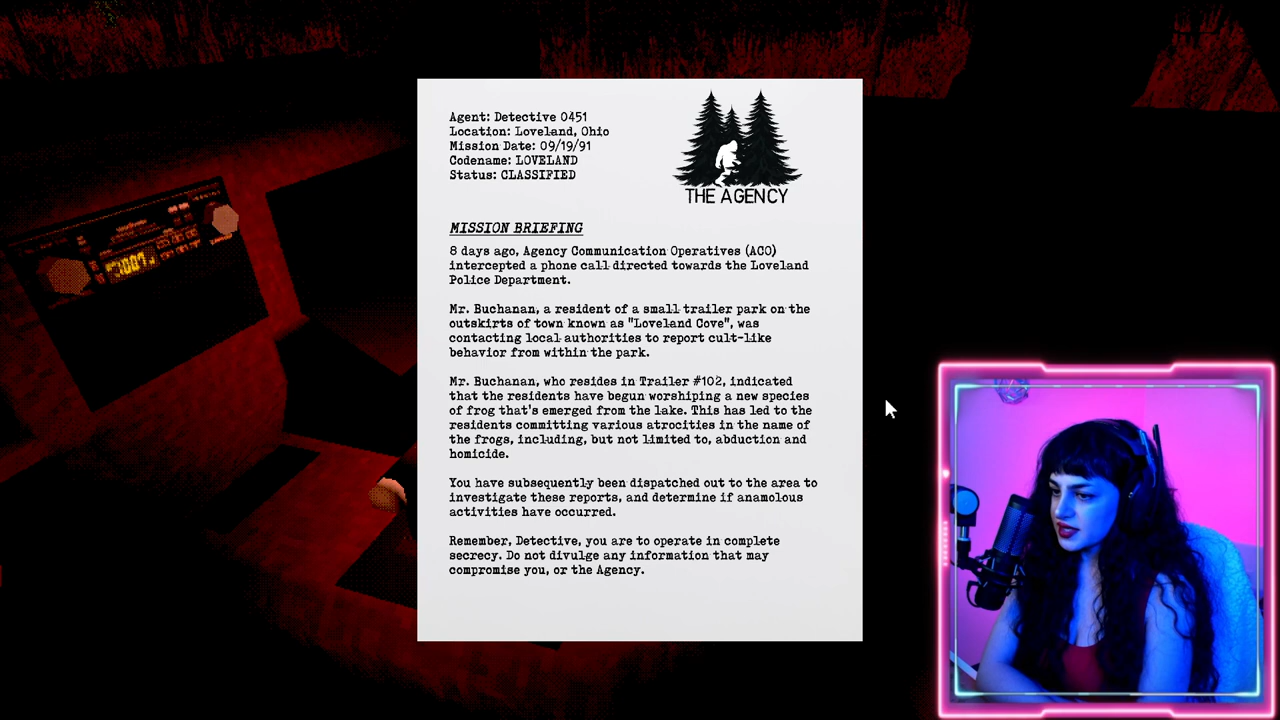 Agent: Detective 0451
Location: Loveland, Ohio
Mission Date: 09/19/91
Codename: LOVELAND
Status: CLASSIFIED
THE AGENCY
MISSION BRIEFING
8 days ago, Agency Communication Operatives (ACO)
intercepted a phone call directed towards the Loveland
Police Department.
Mr. Buchanan, a resident of a small trailer park on the
outskirts of town known as "Loveland Cove", was
contacting local authorities to report cult-like
behavior from within the park.
Mr. Buchanan, who resides in Trailer #102, indicated
that the residents have begun worshiping a new species
of frog that's emerged from the lake. This has led to the
residents committing various atrocities in the name of
the frogs, including, but not limited to, abduction and
homicide.
You have subsequently been dispatched out to the area to
investigate these reports, and determine if anamolous
activities have occurred.
Remember, Detective, you are to operate in complete
secrecy. Do not divulge any information that may
compromise you, or the Agency.